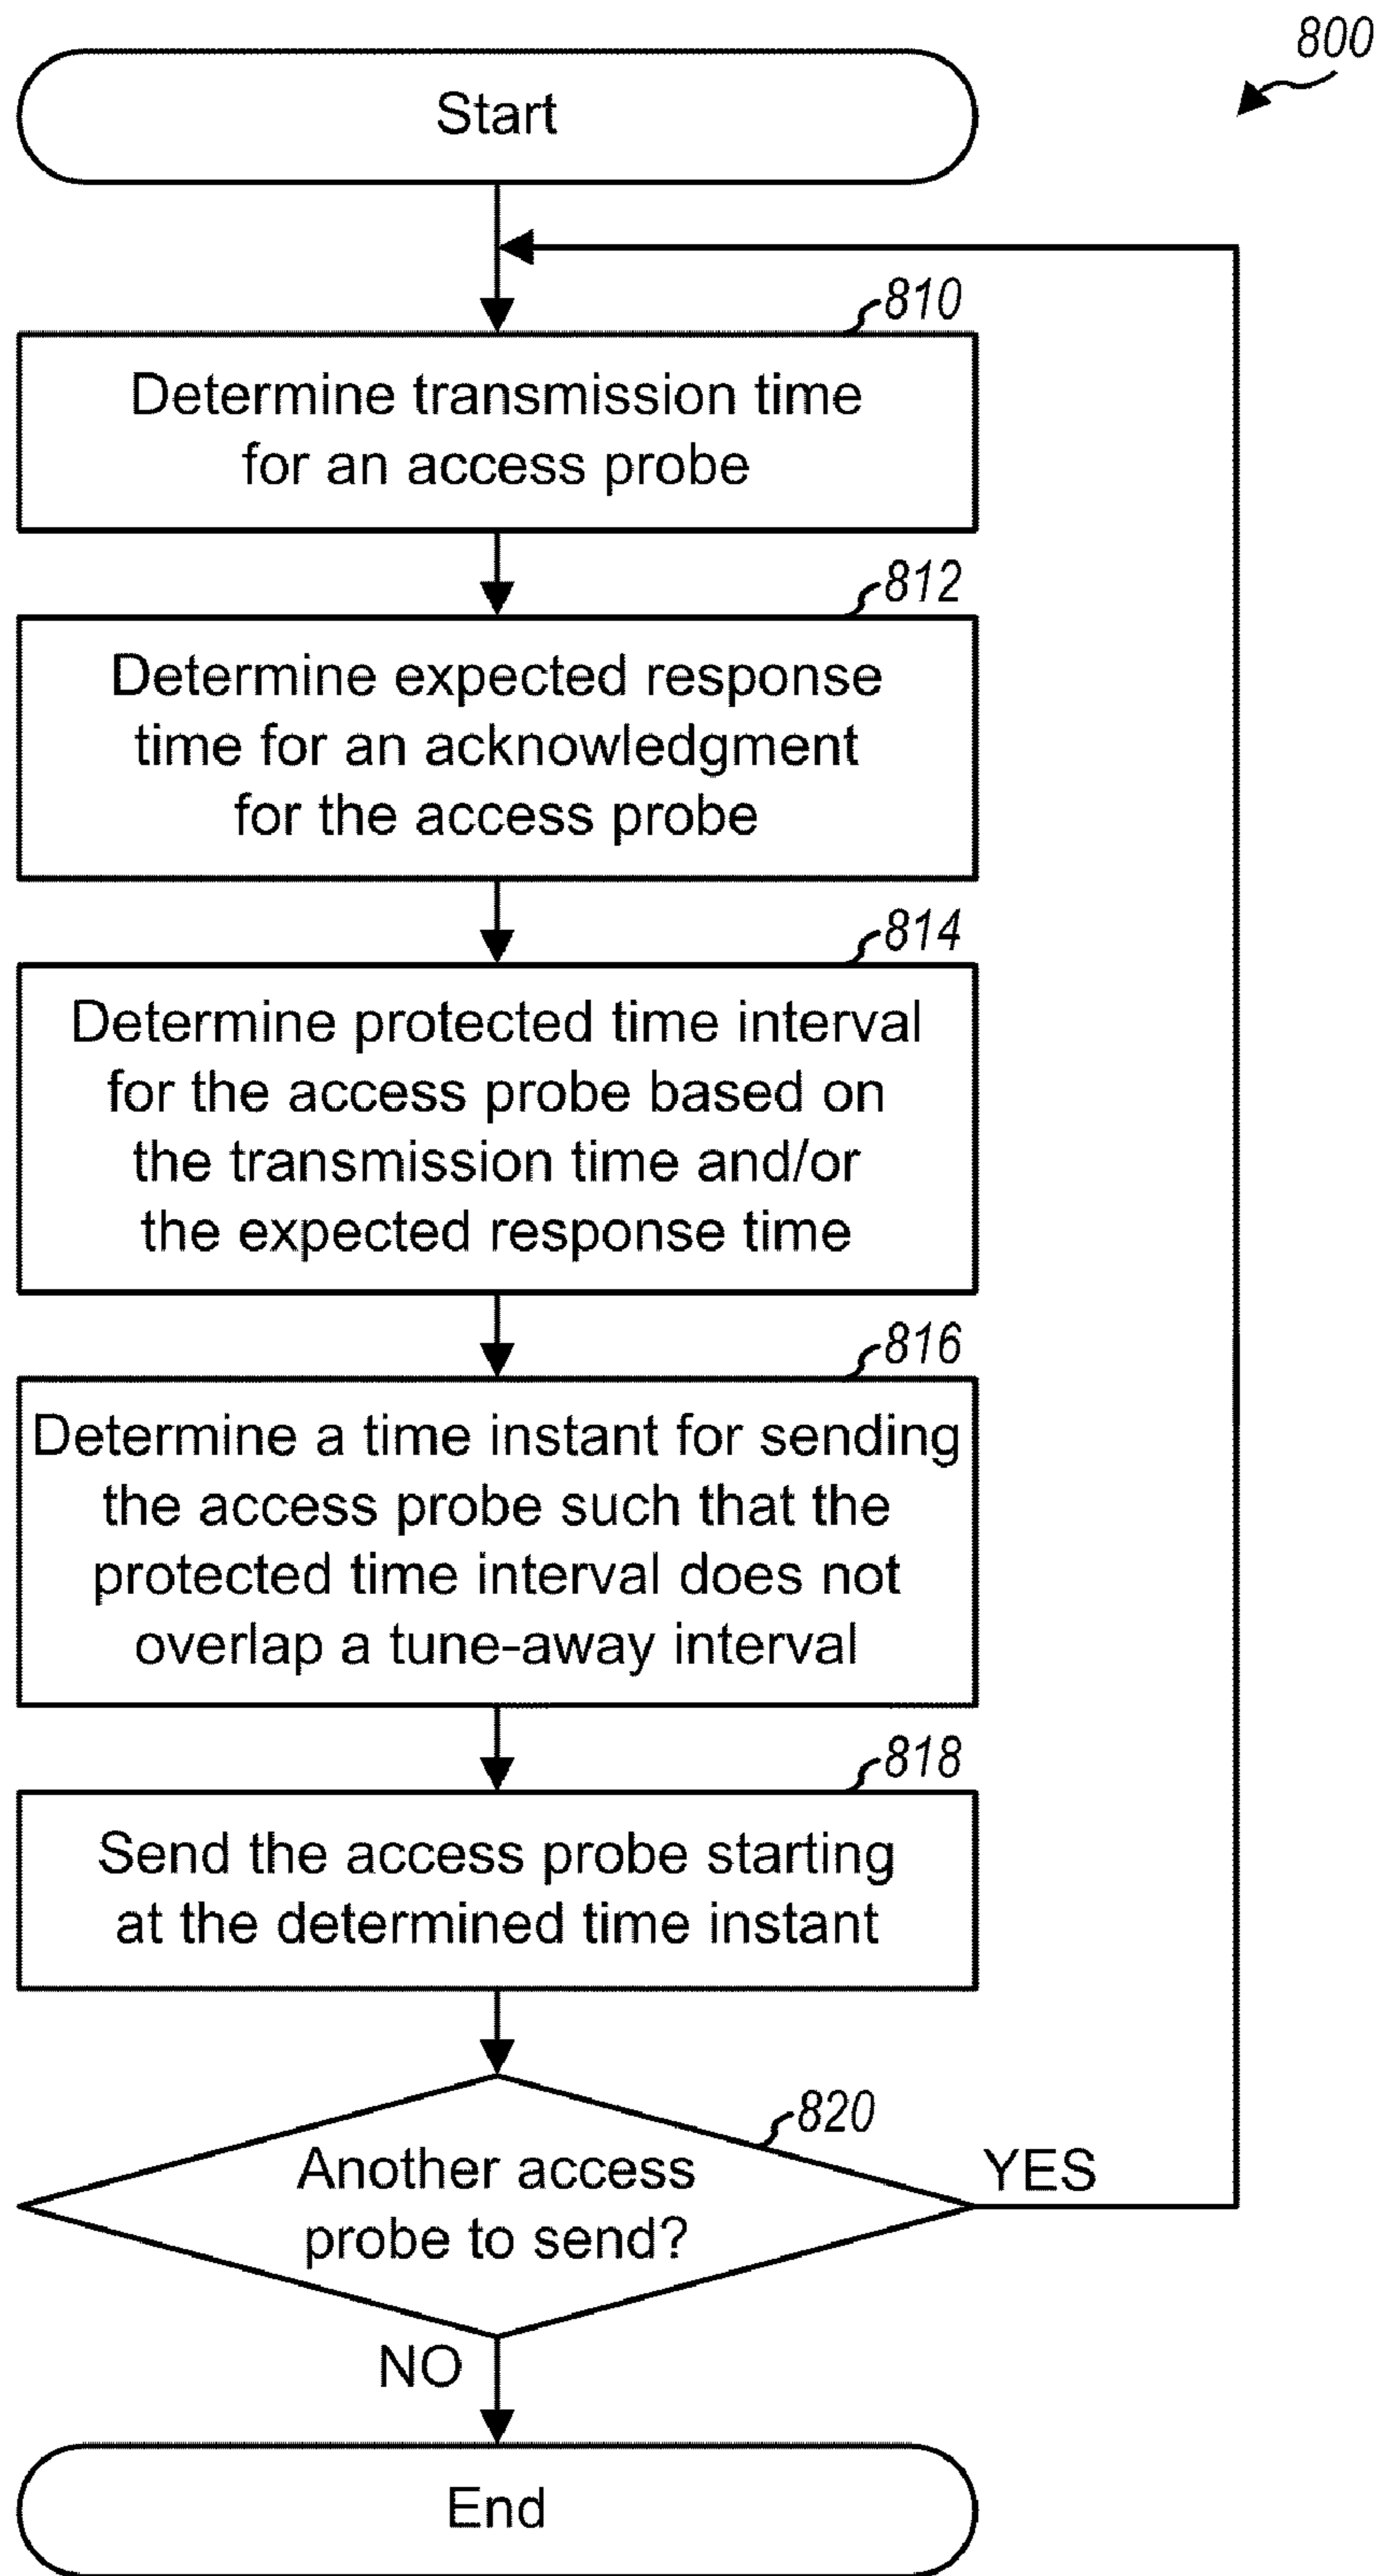 800
Start
810
Determine transmission time
for an access probe
812
Determine expected response
time for an acknowledgment
for the access probe
814
Determine protected time interval
for the access probe based on
the transmission time and/or
the expected response time
816
Determine a time instant for sending
the access probe such that the
protected time interval does not
overlap a tune-away interval
818
Send the access probe starting
at the determined time instant
820
Another access
probe to send?
YES
NO
End